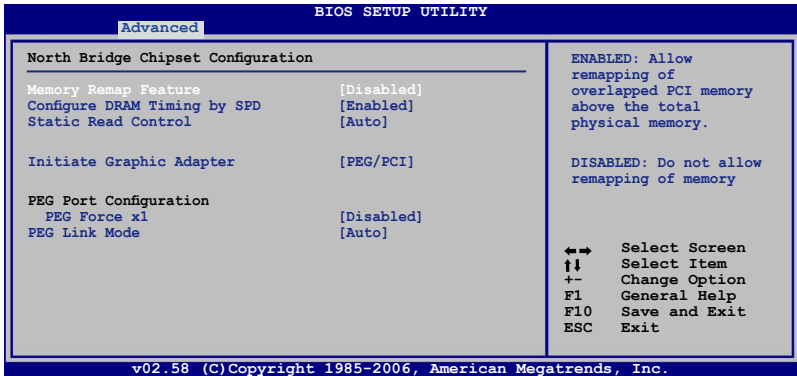 BIOS SETUP UTILITY
Advanced
North Bridge Chipset Configuration
Memory Remap Feature [Disabled]
Configure DRAM Timing by SPD [Enabled]
Static Read Control [Auto]
Initiate Graphic Adapter [PEG/PCI]
PEG Port Configuration
PEG Force x1 [Disabled]
PEG Link Mode [Auto]
ENABLED: Allow
remapping of
overlapped PCI memory
above the total
physical memory.
DISABLED: Do not allow
remapping of memory
←→ Select Screen
↑↓ Select Item
+- Change Option
F1 General Help
F10 Save and Exit
ESC Exit
v02.58 (C)Copyright 1985-2006, American Megatrends, Inc.